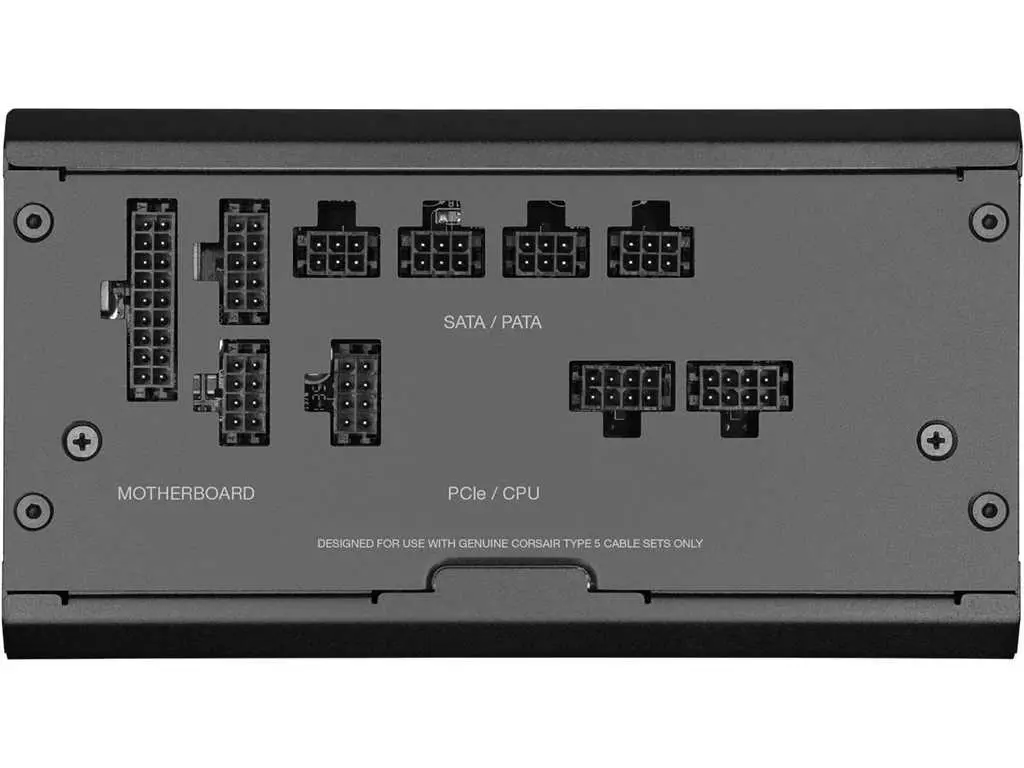 SATA / PATA
MOTHERBOARD
PCIe / CPU
DESIGNED FOR USE WITH GENUINE CORSAIR TYPE 5 CABLE SETS ONLY